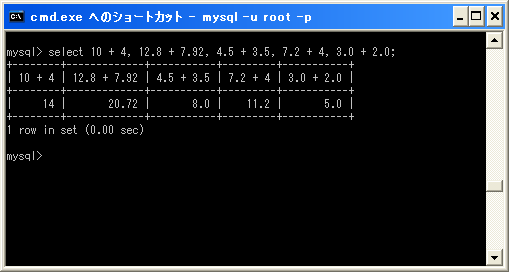 cmd.exe へのショートカット - mysql -u root -p
mysql> select 10 + 4, 12.8 + 7.92, 4.5 + 3.5, 7.2 + 4, 3.0 + 2.0;
+--------+-------------+-----------+---------+-----------+
| 10 + 4 | 12.8 + 7.92 | 4.5 + 3.5 | 7.2 + 4 | 3.0 + 2.0 |
+--------+-------------+-----------+---------+-----------+
|     14 |       20.72 |       8.0 |    11.2 |       5.0 |
+--------+-------------+-----------+---------+-----------+
1 row in set (0.00 sec)
mysql>